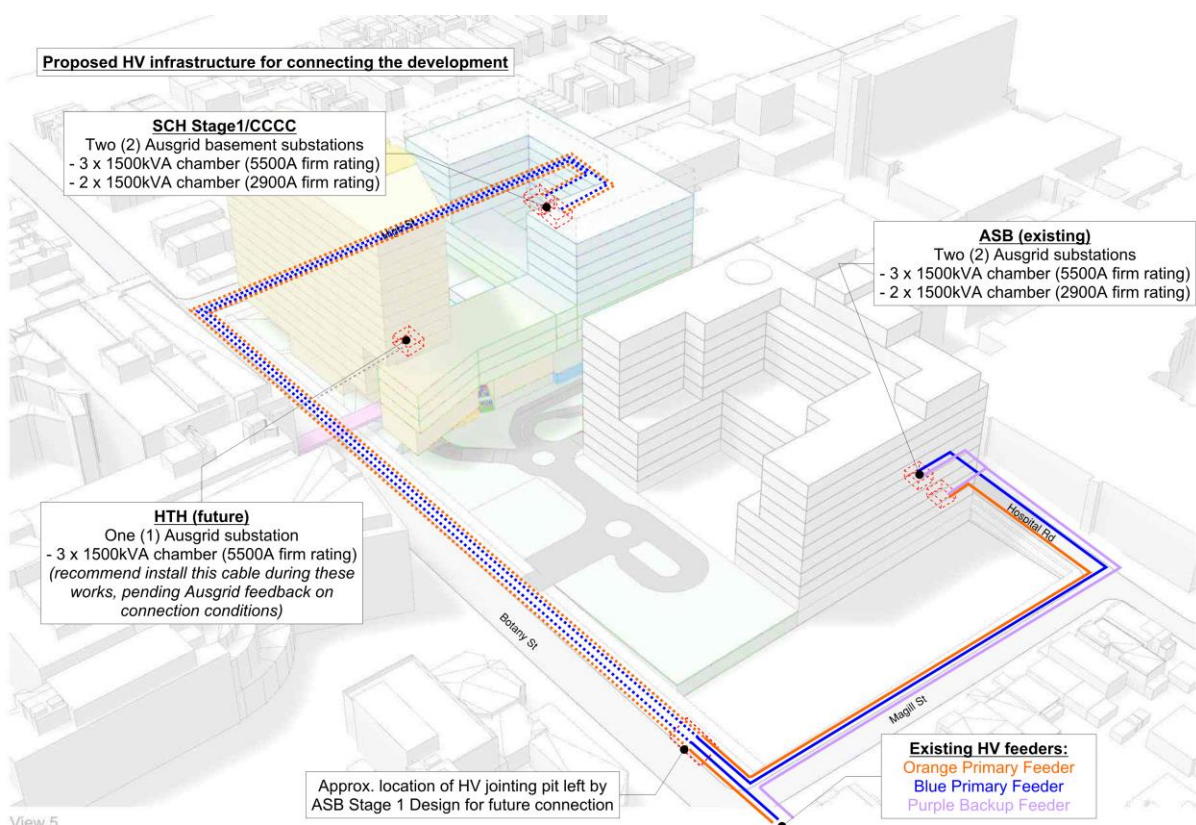 Proposed HV infrastructure for connecting the development
SCH Stage1/CCCC
Two (2) Ausgrid basement substations
- 3 x 1500kVA chamber (5500A firm rating)
- 2 x 1500kVA chamber (2900A firm rating)
High St
ASB (existing)
Two (2) Ausgrid substations
- 3 x 1500kVA chamber (5500A firm rating)
- 2 x 1500kVA chamber (2900A firm rating)
HTH (future)
One (1) Ausgrid substation
- 3 x 1500kVA chamber (5500A firm rating)
(recommend install this cable during these
works, pending Ausgrid feedback on
connection conditions)
Hospital Rd
Botany St
Magill St
Approx. location of HV jointing pit left by
ASB Stage 1 Design for future connection
Existing HV feeders:
Orange Primary Feeder
Blue Primary Feeder
Purple Backup Feeder
View 5